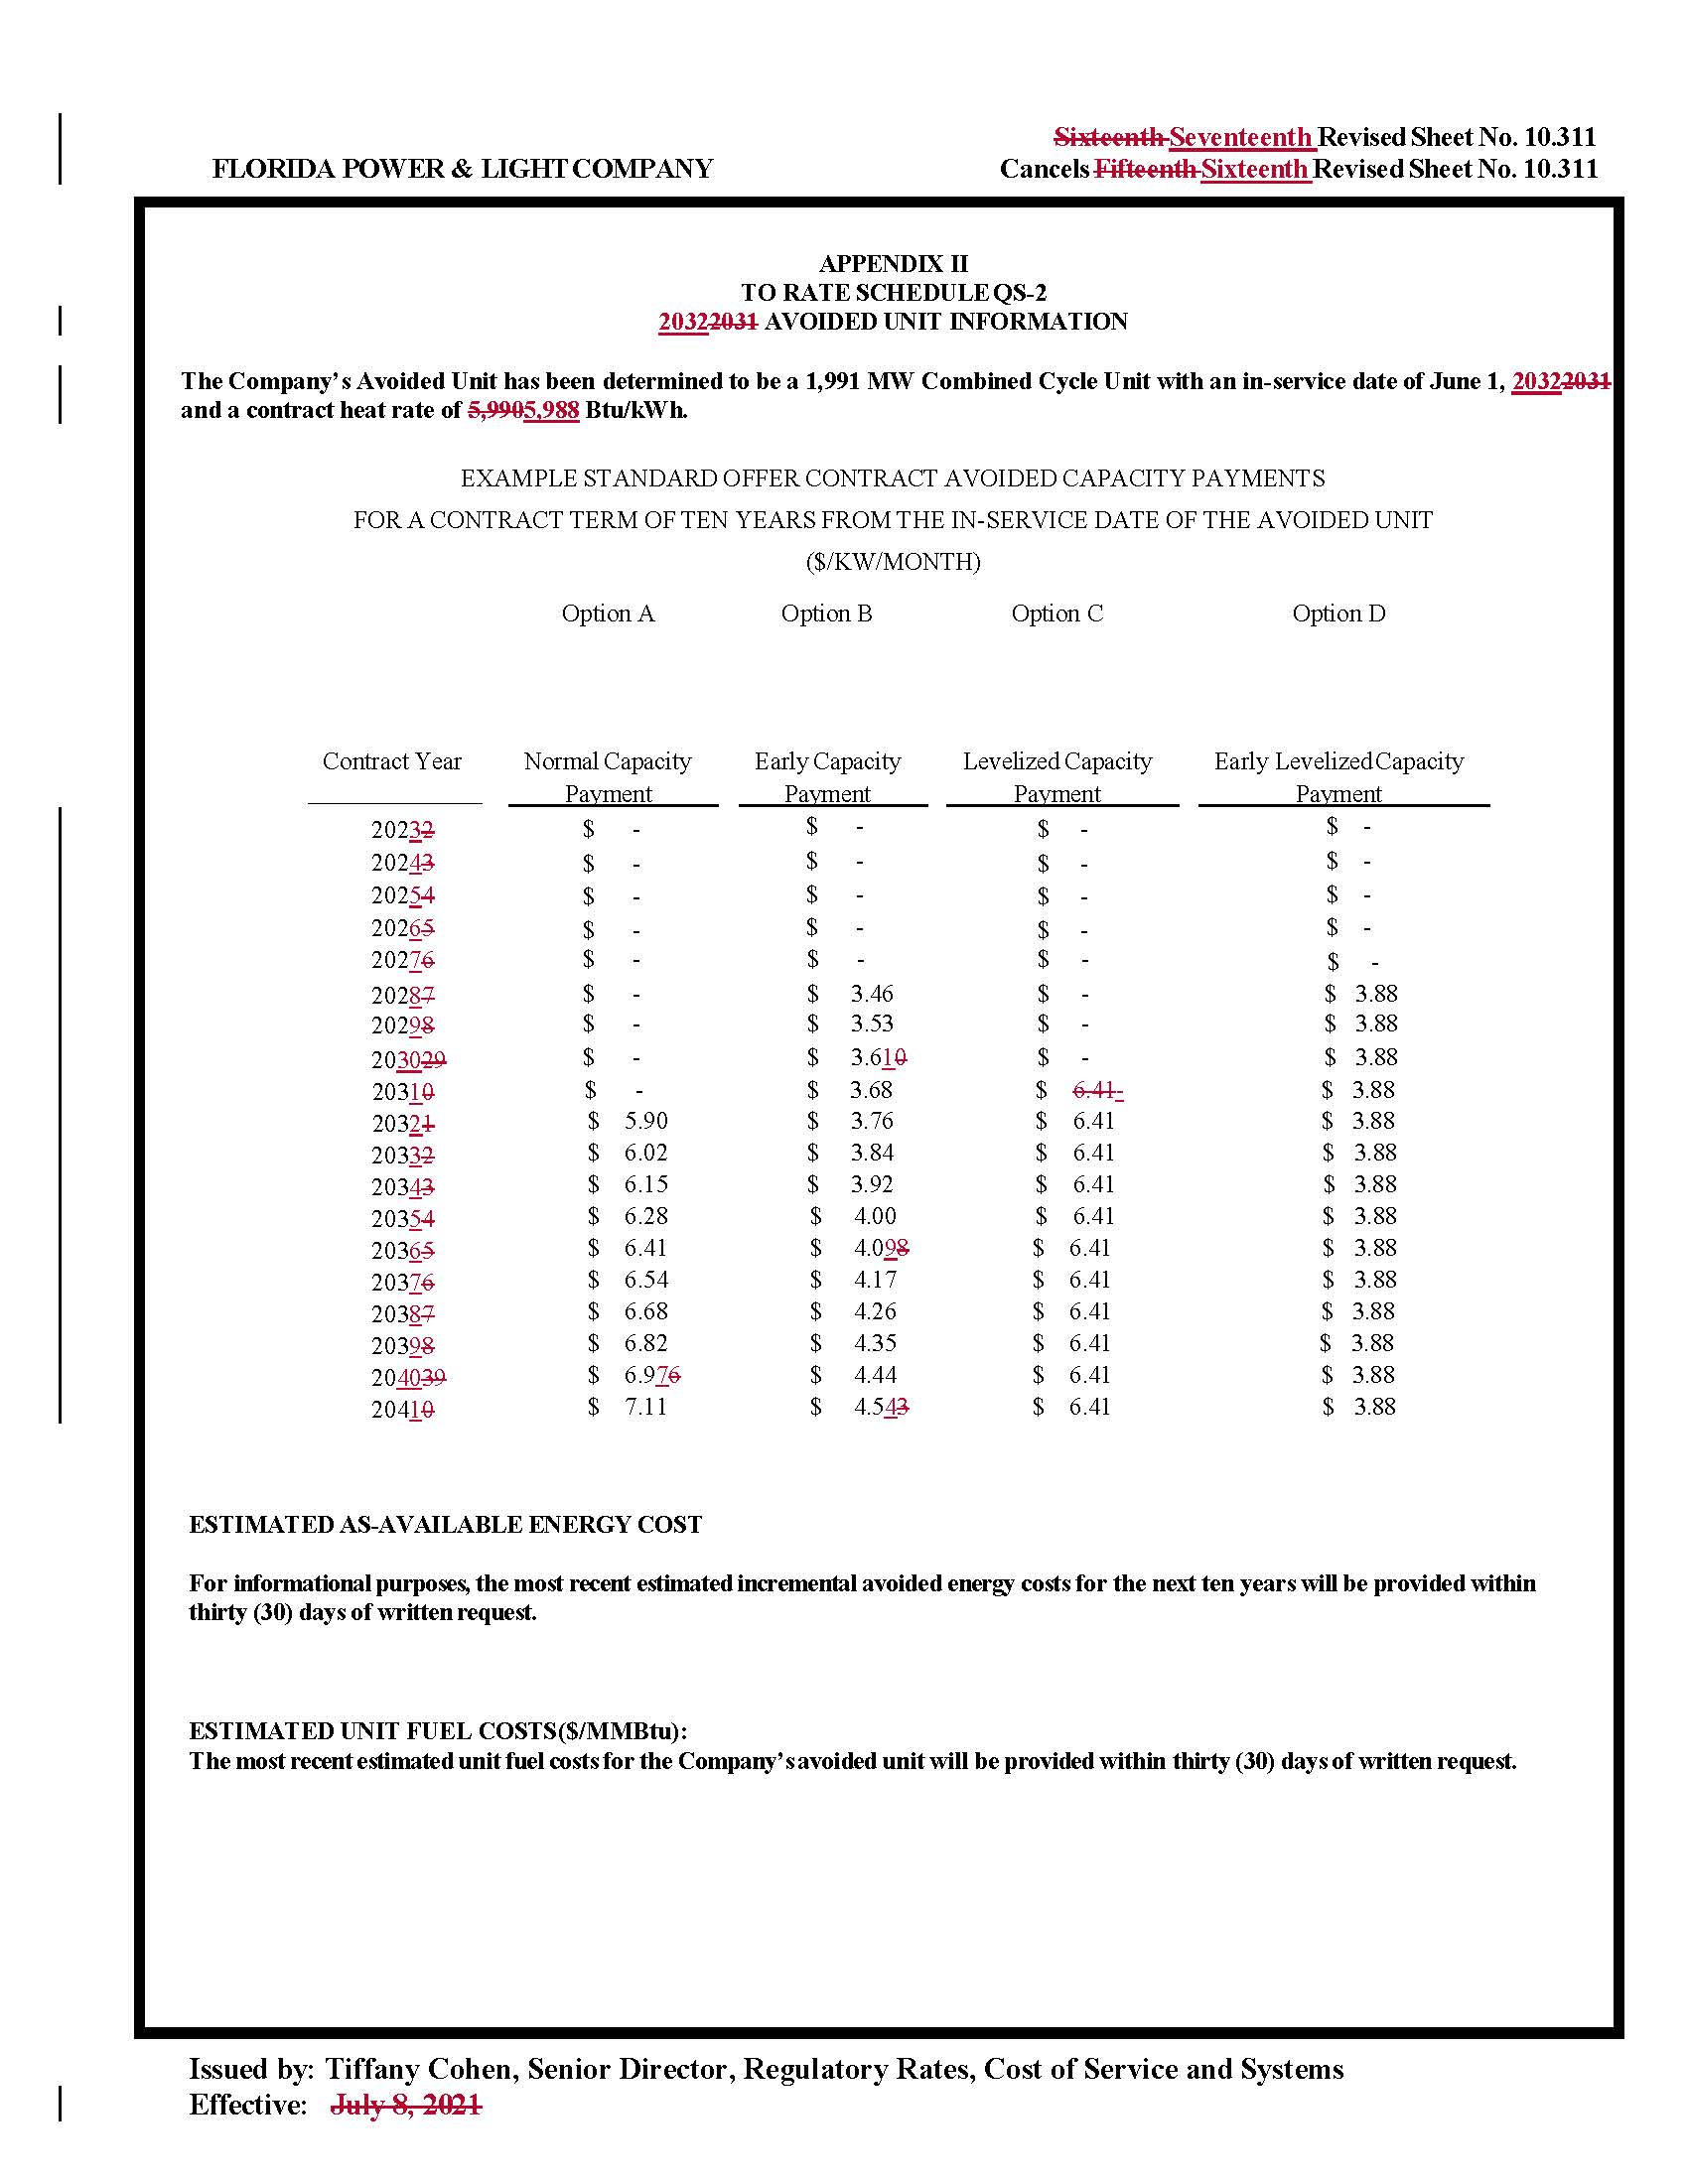 Sixteenth Seventeenth Revised Sheet No. 10.311
FLORIDA POWER & LIGHT COMPANY Cancels Fifteenth Sixteenth Revised Sheet No. 10.311
APPENDIX II
TO RATE SCHEDULE QS-2
20322031 AVOIDED UNIT INFORMATION
The Company's Avoided Unit has been determined to be a 1,991 MW Combined Cycle Unit with an in-service date of June 1, 20322031
and a contract heat rate of 5,9905,988 Btu/kWh.
EXAMPLE STANDARD OFFER CONTRACT AVOIDED CAPACITY PAYMENTS
FOR A CONTRACT TERM OF TEN YEARS FROM THE IN-SERVICE DATE OF THE AVOIDED UNIT
($/KW/MONTH)
Option A Option B Option C Option D
Contract Year Normal Capacity Early Capacity Levelized Capacity Early Levelized Capacity
Payment Payment Payment Payment
20232 $ - $ - $ - $ -
20243 $ - $ - $ - $ -
20254 $ - $ - $ - $ -
20265 $ - $ - $ - $ -
20276 $ - $ - $ - $ -
20287 $ - $ 3.46 $ - $ 3.88
20298 $ - $ 3.53 $ - $ 3.88
203029 $ - $ 3.610 $ - $ 3.88
20310 $ - $ 3.68 $ 6.41- $ 3.88
20321 $ 5.90 $ 3.76 $ 6.41 $ 3.88
20332 $ 6.02 $ 3.84 $ 6.41 $ 3.88
20343 $ 6.15 $ 3.92 $ 6.41 $ 3.88
20354 $ 6.28 $ 4.00 $ 6.41 $ 3.88
20365 $ 6.41 $ 4.098 $ 6.41 $ 3.88
20376 $ 6.54 $ 4.17 $ 6.41 $ 3.88
20387 $ 6.68 $ 4.26 $ 6.41 $ 3.88
20398 $ 6.82 $ 4.35 $ 6.41 $ 3.88
204039 $ 6.976 $ 4.44 $ 6.41 $ 3.88
20410 $ 7.11 $ 4.543 $ 6.41 $ 3.88
ESTIMATED AS-AVAILABLE ENERGY COST
For informational purposes, the most recent estimated incremental avoided energy costs for the next ten years will be provided within
thirty (30) days of written request.
ESTIMATED UNIT FUEL COSTS ($/MMBtu):
The most recent estimated unit fuel costs for the Company's avoided unit will be provided within thirty (30) days of written request.
Issued by: Tiffany Cohen, Senior Director, Regulatory Rates, Cost of Service and Systems
Effective: July 8, 2021